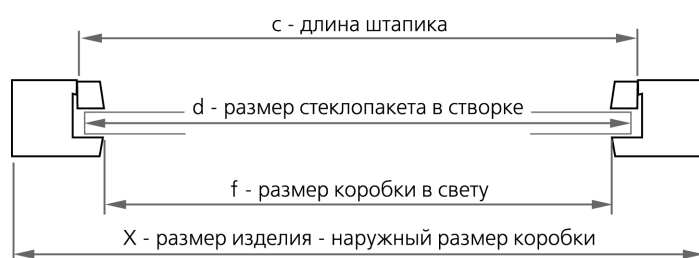 с - длина штапика
d - размер стеклопакета в створке
f - размер коробки в свету
X - размер изделия - наружный размер коробки